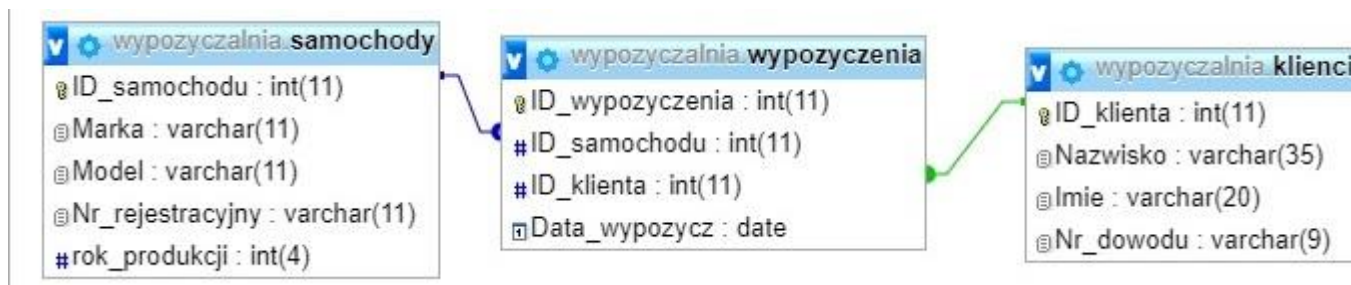 v wypozyczalnia.samochody
ID_samochodu : int(11)
Marka : varchar(11)
Model : varchar(11)
Nr_rejestracyjny : varchar(11)
#rok_produkcji : int(4)
v wypozyczalnia.wypozyczenia
ID_wypozyczenia : int(11)
#ID_samochodu : int(11)
#ID_klienta : int(11)
Data_wypozycz : date
v wypozyczalnia.klienci
ID_klienta : int(11)
Nazwisko : varchar(35)
Imie : varchar(20)
Nr_dowodu : varchar(9)